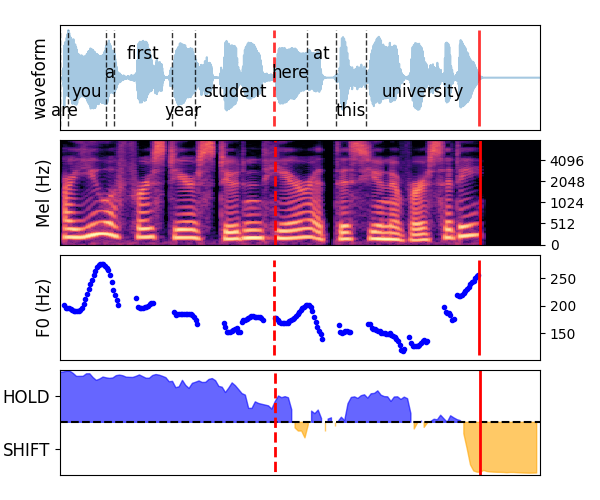 waveform
first
at
a
here
you
student
university
are
year
this
Mel (Hz)
4096
2048
1024
512
0
F0 (Hz)
250
200
150
HOLD
SHIFT